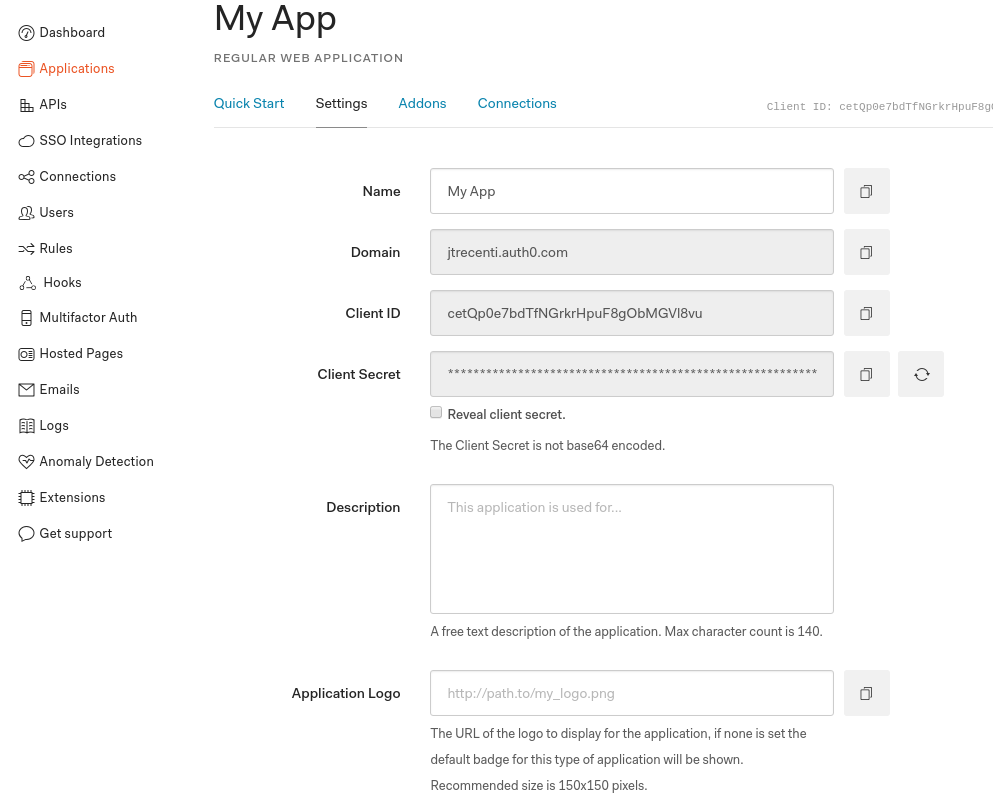 My App
REGULAR WEB APPLICATION
Dashboard
Applications
APIs
SSO Integrations
Connections
Users
Rules
Hooks
Multifactor Auth
Hosted Pages
Emails
Logs
Anomaly Detection
Extensions
Get support
Quick Start Settings Addons Connections
Client ID: cetQp0e7bdTfNGrkrHpuF8g
Name My App
Domain jtrecenti.auth0.com
Client ID cetQp0e7bdTfNGrkrHpuF8gObMGVl8vu
Client Secret **********************************************************
Reveal client secret.
The Client Secret is not base64 encoded.
Description This application is used for...
A free text description of the application. Max character count is 140.
Application Logo http://path.to/my_logo.png
The URL of the logo to display for the application, if none is set the
default badge for this type of application will be shown.
Recommended size is 150x150 pixels.